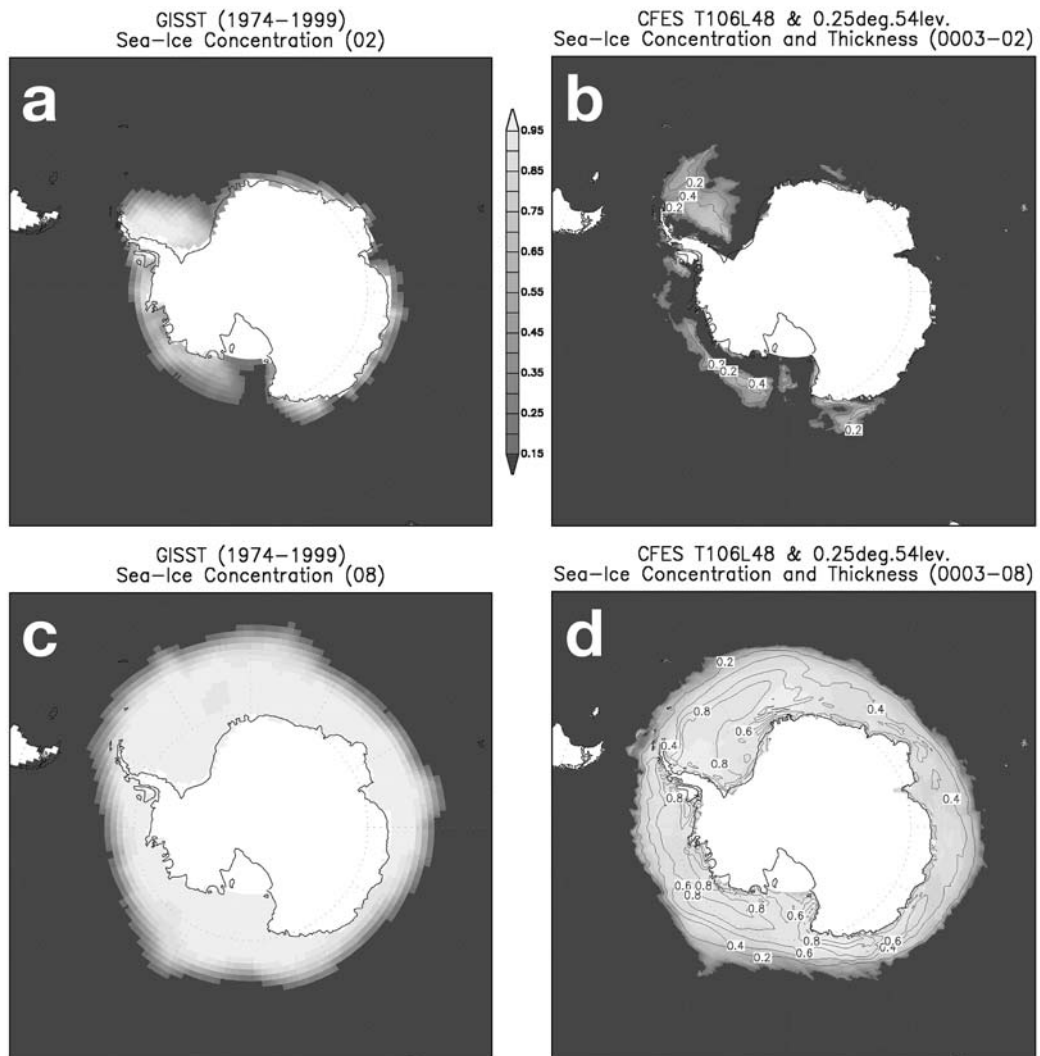 GISST (1974-1999)
Sea-Ice Concentration (02)
CFES T106L48 & 0.25deg.54lev.
Sea-Ice Concentration and Thickness (0003-02)
a
b
0.95
0.85
0.75
0.65
0.55
0.45
0.35
0.25
0.15
0.2
0.4
0.2
0.2
0.2
0.4
0.2
GISST (1974-1999)
Sea-Ice Concentration (08)
CFES T106L48 & 0.25deg.54lev.
Sea-Ice Concentration and Thickness (0003-08)
c
d
0.2
0.8
0.4
0.6
0.4
0.8
0.8
0.4
0.6
0.8
0.8
0.8
0.6
0.4
0.8
0.6
0.6
0.4
0.2